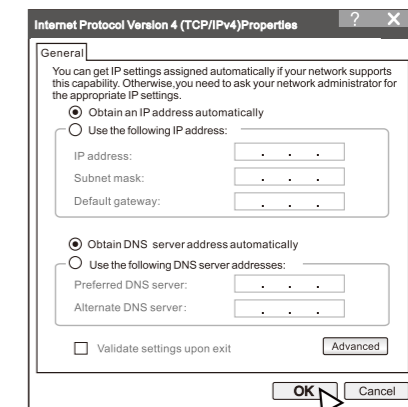 Internet Protocol Version 4 (TCP/IPv4)Properties ? X
General
You can get IP settings assigned automatically if your network supports
this capability. Otherwise,you need to ask your network administrator for
the appropriate IP settings.
Obtain an IP address automatically
Use the following IP address:
IP address: . . .
Subnet mask: . . .
Default gateway: . . .
Obtain DNS server address automatically
Use the following DNS server addresses:
Preferred DNS server: . . .
Alternate DNS server: . . .
Validate settings upon exit Advanced
OK Cancel